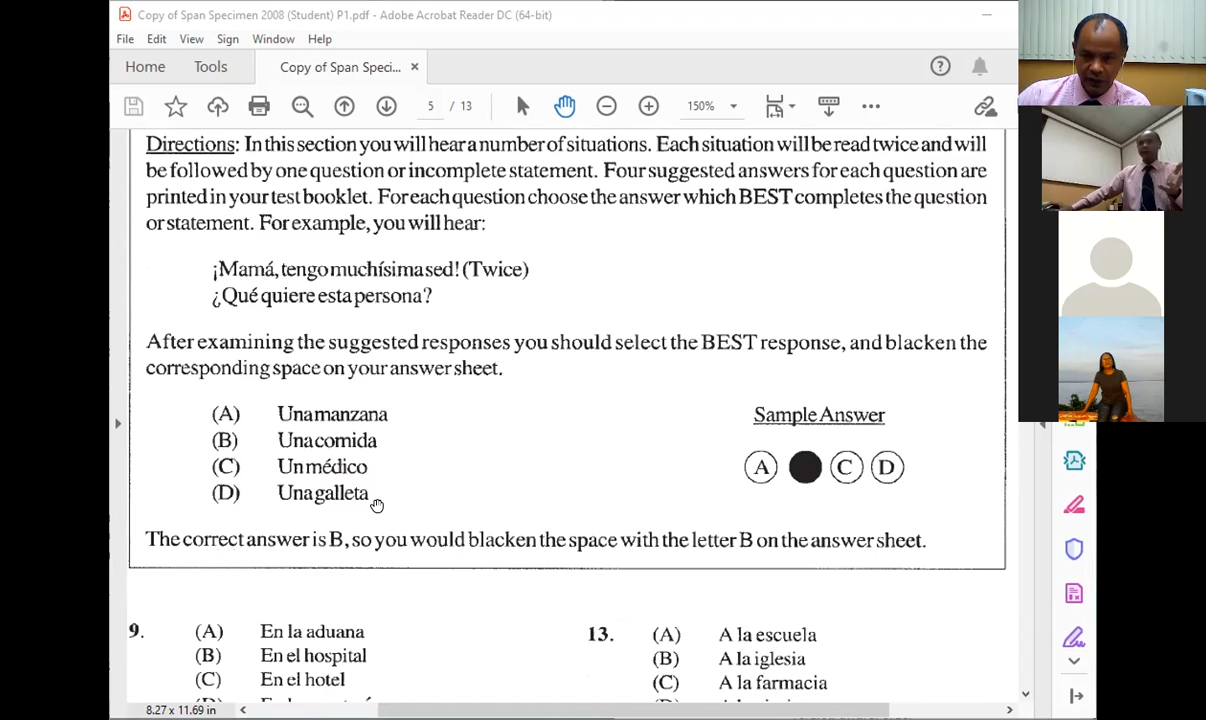 Copy of Span Specimen 2008 (Student) P1.pdf - Adobe Acrobat Reader DC (64-bit)
File Edit View Sign Window Help
Home Tools Copy of Span Speci... ×
5 / 13 150%
Directions: In this section you will hear a number of situations. Each situation will be read twice and will
be followed by one question or incomplete statement. Four suggested answers for each question are
printed in your test booklet. For each question choose the answer which BEST completes the question
or statement. For example, you will hear:
¡Mamá, tengo muchísima sed! (Twice)
¿Qué quiere esta persona?
After examining the suggested responses you should select the BEST response, and blacken the
corresponding space on your answer sheet.
(A) Una manzana
(B) Una comida
(C) Un médico
(D) Una galleta
Sample Answer
A C D
The correct answer is B, so you would blacken the space with the letter B on the answer sheet.
9. (A) En la aduana
(B) En el hospital
(C) En el hotel
13. (A) A la escuela
(B) A la iglesia
(C) A la farmacia
8.27 x 11.69 in